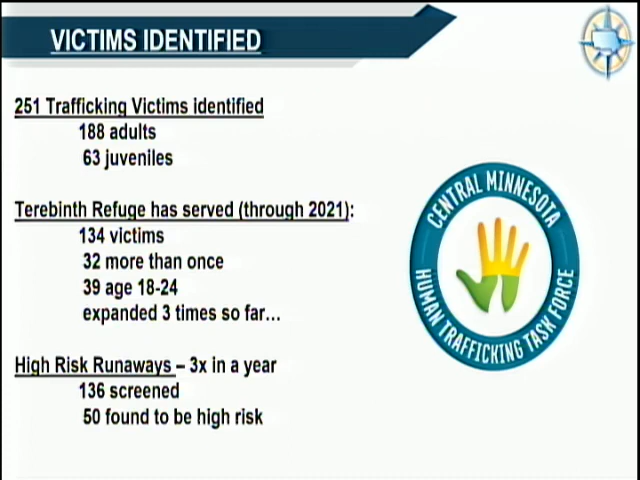 VICTIMS IDENTIFIED
251 Trafficking Victims identified
188 adults
63 juveniles
Terebinth Refuge has served (through 2021):
134 victims
32 more than once
39 age 18-24
expanded 3 times so far…
High Risk Runaways – 3x in a year
136 screened
50 found to be high risk
CENTRAL MINNESOTA
HUMAN TRAFFICKING TASK FORCE